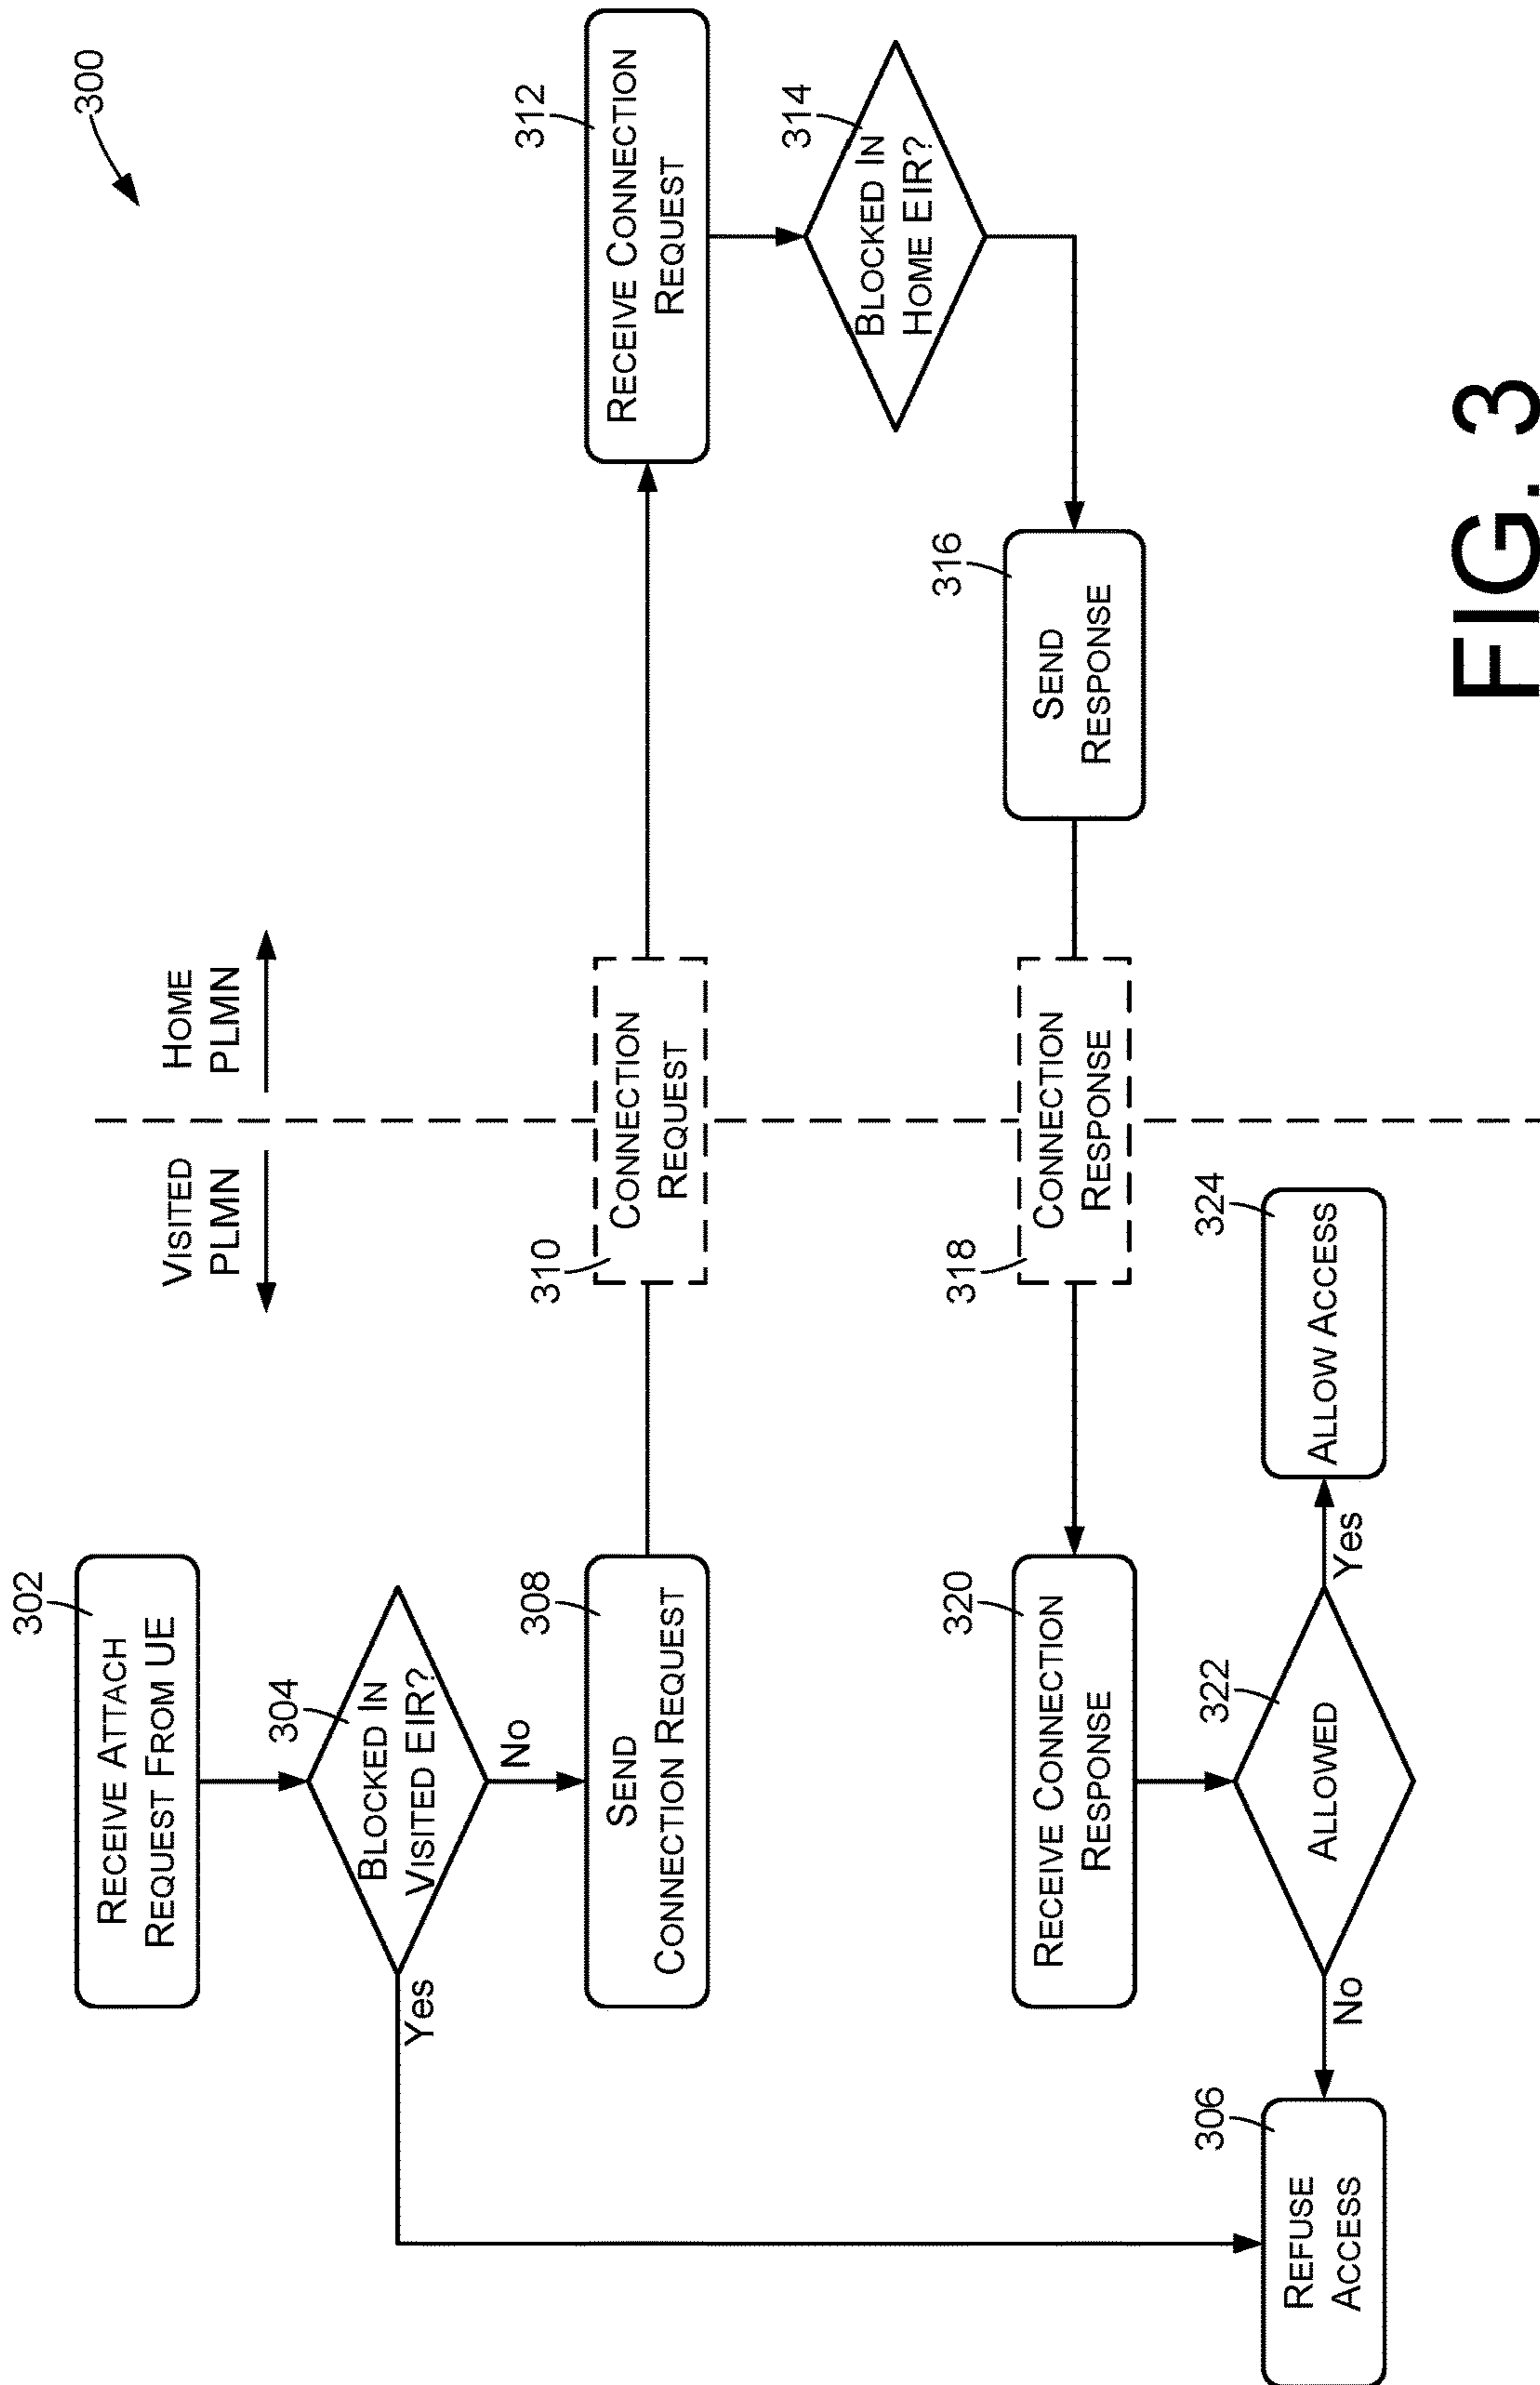 300
VISITED
PLMN
HOME
PLMN
302
RECEIVE ATTACH
REQUEST FROM UE
304
BLOCKED IN
VISITED EIR?
Yes
No
308
SEND
CONNECTION REQUEST
310
CONNECTION
REQUEST
312
RECEIVE CONNECTION
REQUEST
314
BLOCKED IN
HOME EIR?
316
SEND
RESPONSE
318
CONNECTION
RESPONSE
320
RECEIVE CONNECTION
RESPONSE
322
ALLOWED
No
Yes
306
REFUSE
ACCESS
324
ALLOW ACCESS
FIG. 3